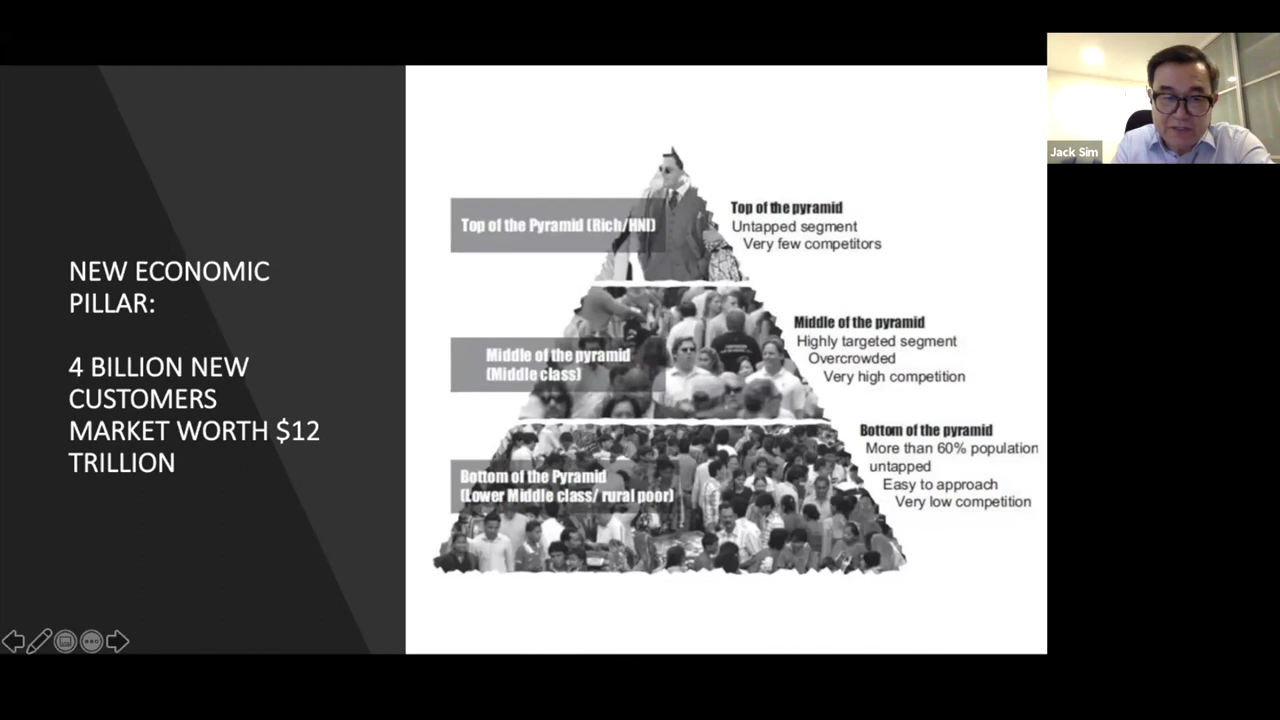 NEW ECONOMIC
PILLAR:
4 BILLION NEW
CUSTOMERS
MARKET WORTH $12
TRILLION
Top of the Pyramid (Rich/HNI)
Top of the pyramid
Untapped segment
Very few competitors
Middle of the pyramid
(Middle class)
Middle of the pyramid
Highly targeted segment
Overcrowded
Very high competition
Bottom of the Pyramid
(Lower Middle class/ rural poor)
Bottom of the pyramid
More than 60% population
untapped
Easy to approach
Very low competition
Jack Sim